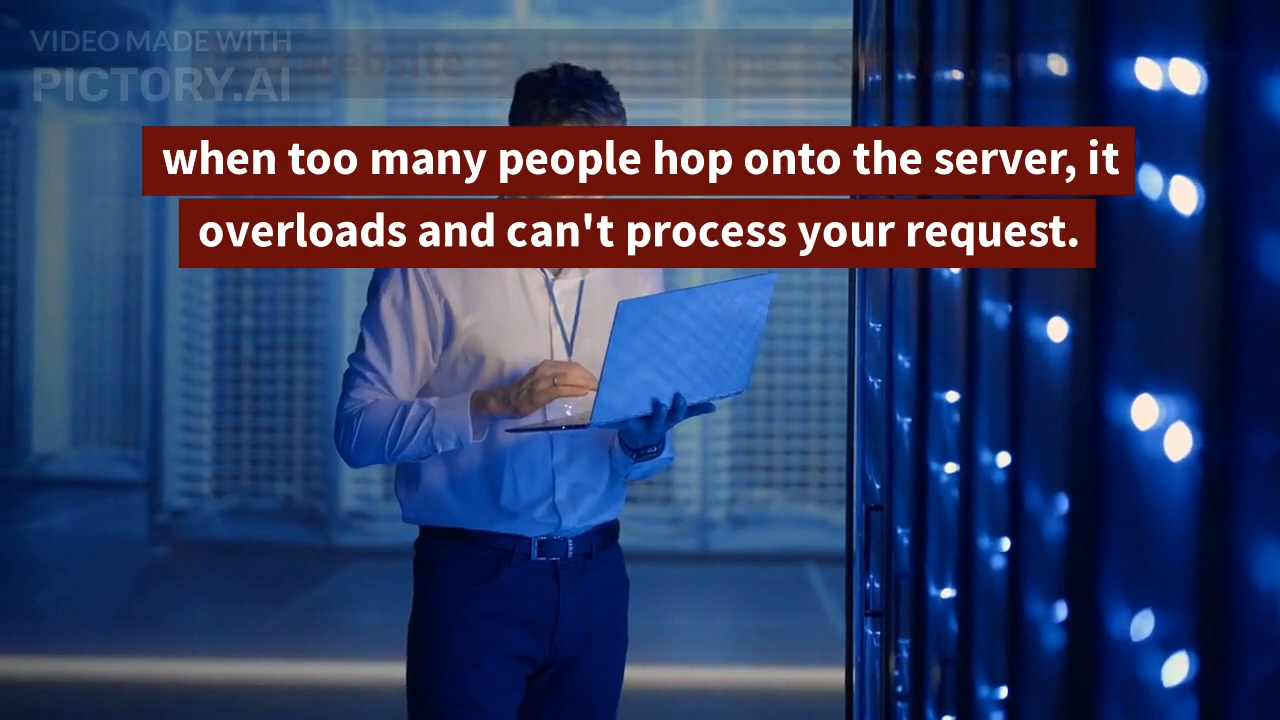 VIDEO MADE WITH
PICTORY.AI
website
when too many people hop onto the server, it
overloads and can't process your request.